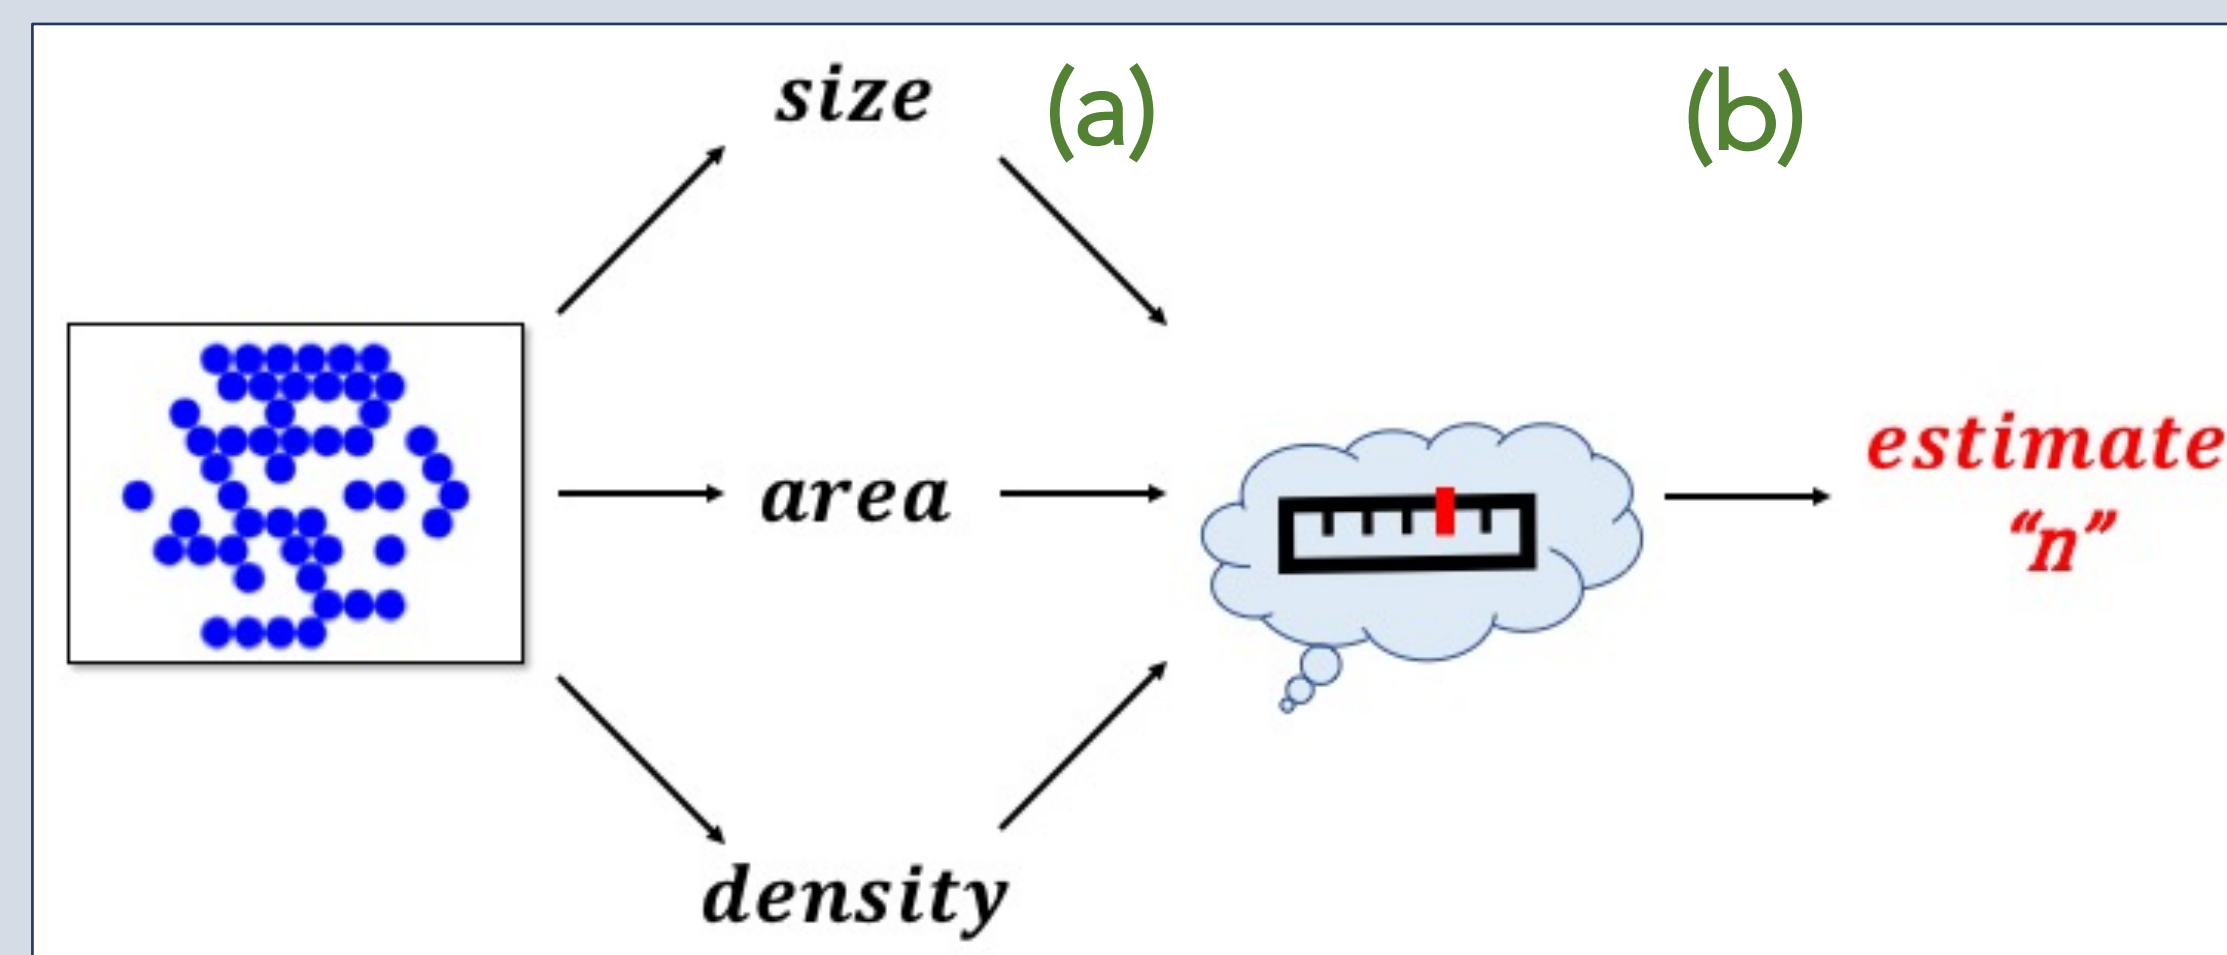 size
(a)
(b)
area
estimate
“n”
density